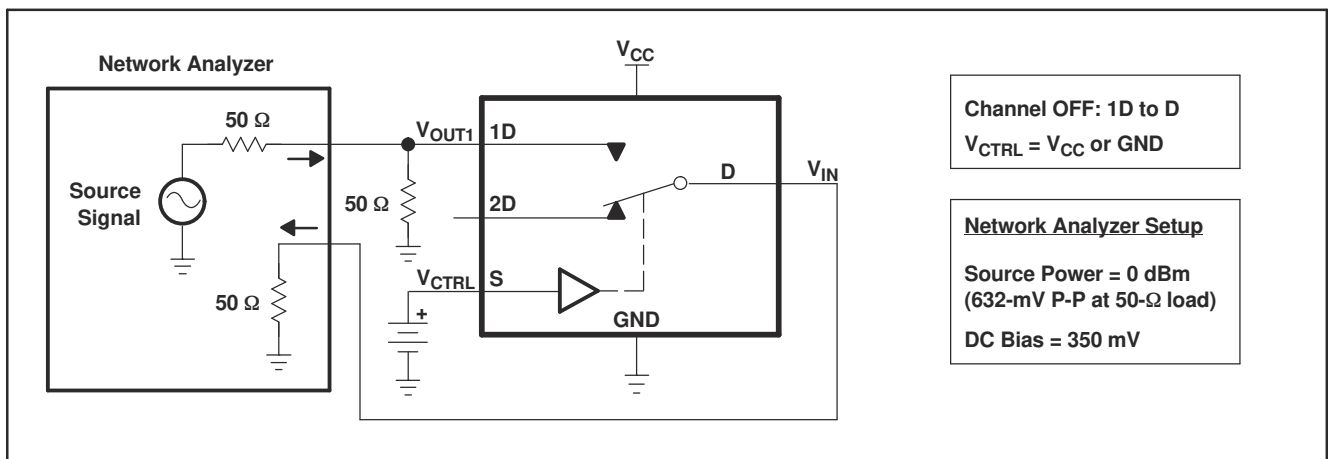 Network Analyzer
50 Ω
Source
Signal
50 Ω
V_OUT1
50 Ω
V_CTRL
+
V_CC
1D
2D
S
D
GND
V_IN
Channel OFF: 1D to D
V_CTRL = V_CC or GND
Network Analyzer Setup
Source Power = 0 dBm
(632-mV P-P at 50-Ω load)
DC Bias = 350 mV